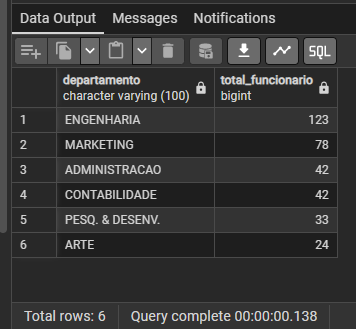 Data Output Messages Notifications
SQL
departamento total_funcionario
character varying (100) bigint
1 ENGENHARIA 123
2 MARKETING 78
3 ADMINISTRACAO 42
4 CONTABILIDADE 42
5 PESQ. & DESENV. 33
6 ARTE 24
Total rows: 6 Query complete 00:00:00.138